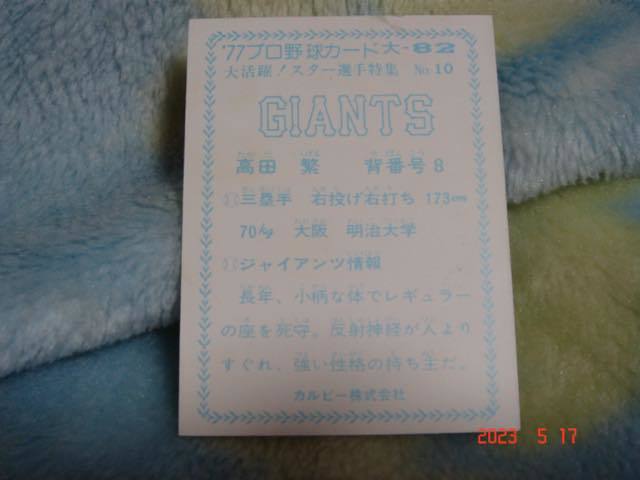 '77プロ野球カード大-82
大活躍！スター選手特集 No.10
GIANTS
高田 繁 背番号8
三塁手 右投げ右打ち 173cm
70kg 大阪 明治大学
ジャイアンツ情報
長年、小柄な体でレギュラー
の座を死守。反射神経が人より
すぐれ、強い性格の持ち主だ。
カルビー株式会社
2023 5 17